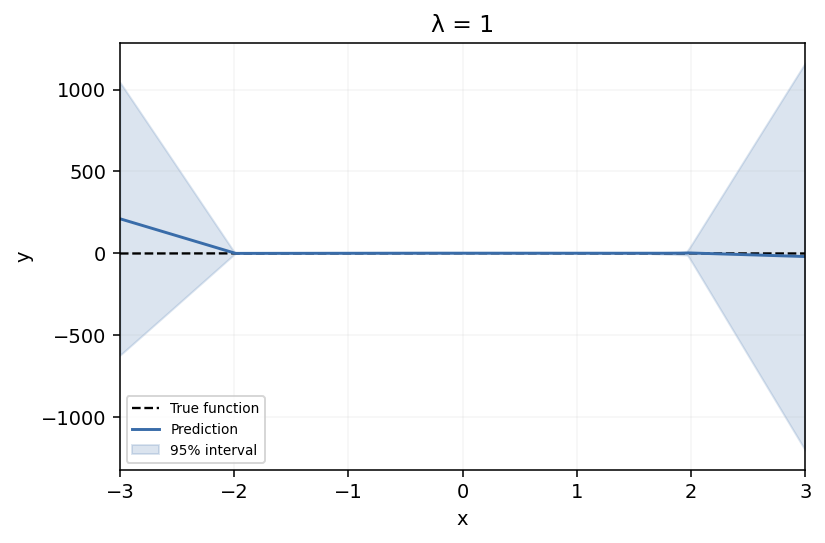 λ = 1
1000
500
0
−500
−1000
y
True function
Prediction
95% interval
−3 −2 −1 0 1 2 3
x